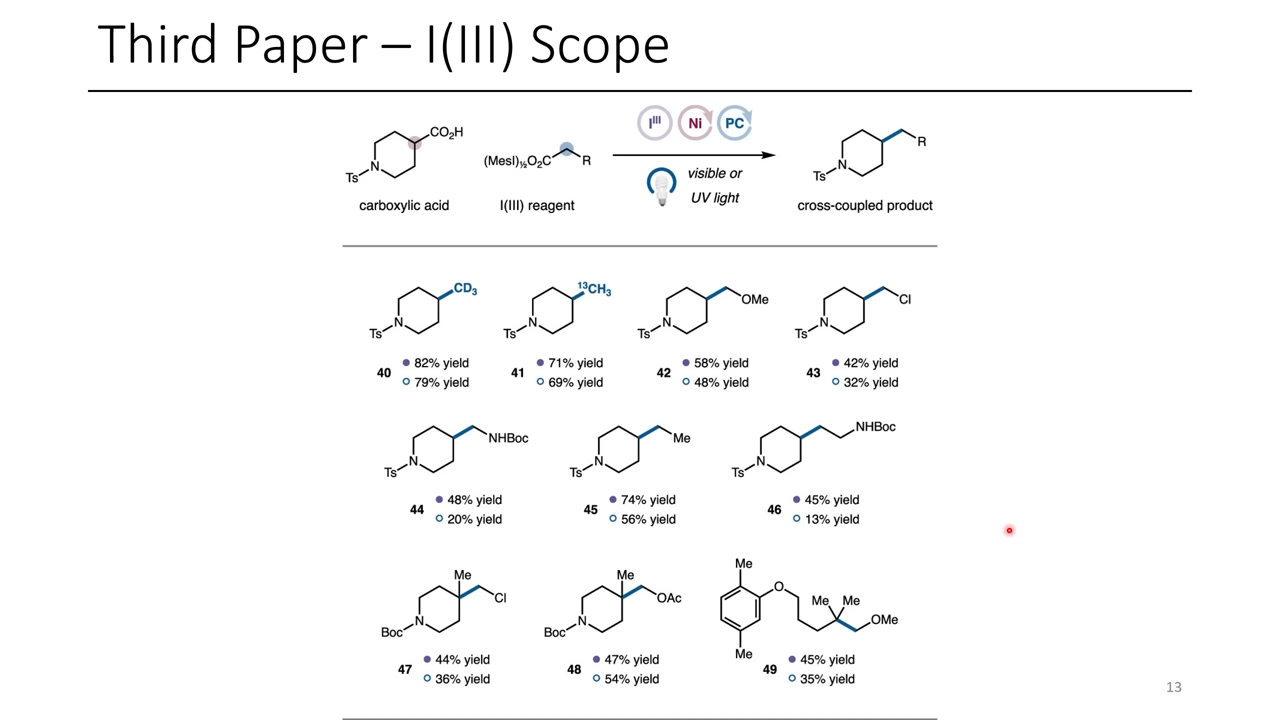 Third Paper – I(III) Scope
CO₂H
N
Ts
carboxylic acid
(MesI)½O₂C R
I(III) reagent
Iᴵᴵᴵ Ni PC
visible or
UV light
R
N
Ts
cross-coupled product
CD₃
N
Ts
40 82% yield
79% yield
¹³CH₃
N
Ts
41 71% yield
69% yield
OMe
N
Ts
42 58% yield
48% yield
Cl
N
Ts
43 42% yield
32% yield
NHBoc
N
Ts
44 48% yield
20% yield
Me
N
Ts
45 74% yield
56% yield
NHBoc
N
Ts
46 45% yield
13% yield
Me
Cl
N
Boc
47 44% yield
36% yield
Me
OAc
N
Boc
48 47% yield
54% yield
Me
O
Me Me
OMe
Me
49 45% yield
35% yield
13